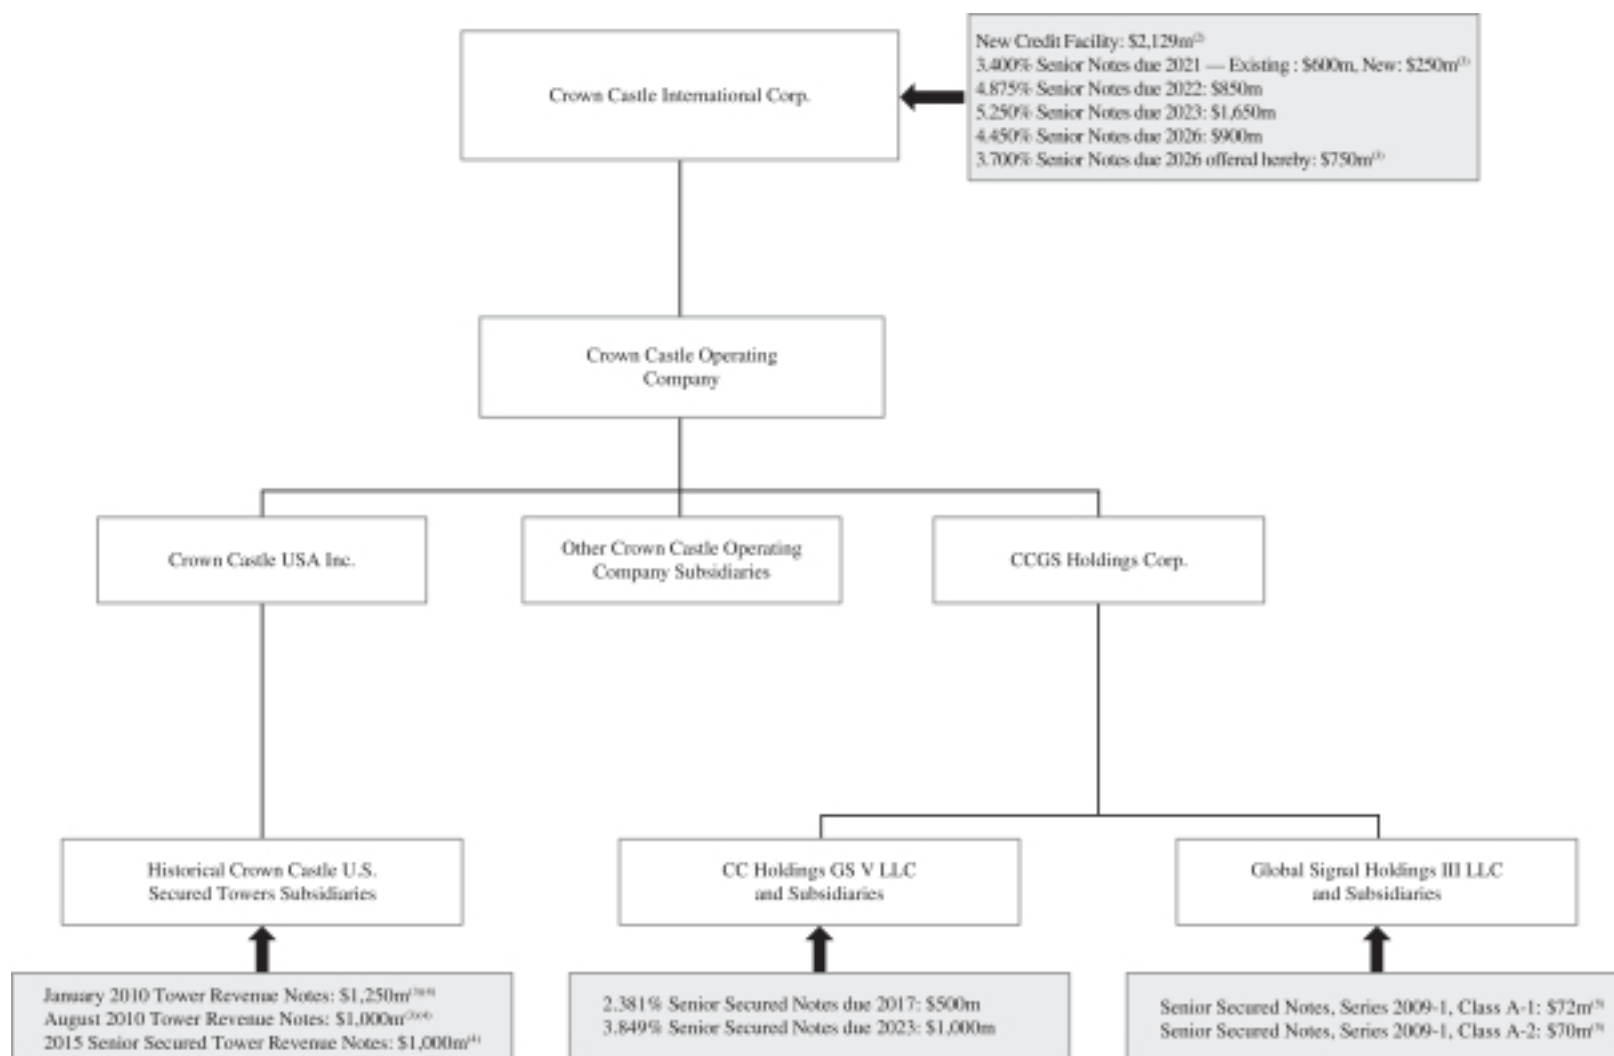 Crown Castle International Corp.
New Credit Facility: $2,129m(2)
3.400% Senior Notes due 2021 — Existing : $600m, New: $250m(3)
4.875% Senior Notes due 2022: $850m
5.250% Senior Notes due 2023: $1,650m
4.450% Senior Notes due 2026: $900m
3.700% Senior Notes due 2026 offered hereby: $750m
Crown Castle Operating
Company
Crown Castle USA Inc.
Other Crown Castle Operating
Company Subsidiaries
CCGS Holdings Corp.
Historical Crown Castle U.S.
Secured Towers Subsidiaries
CC Holdings GS V LLC
and Subsidiaries
Global Signal Holdings III LLC
and Subsidiaries
January 2010 Tower Revenue Notes: $1,250m
August 2010 Tower Revenue Notes: $1,000m
2015 Senior Secured Tower Revenue Notes: $1,000m(4)
2.381% Senior Secured Notes due 2017: $500m
3.849% Senior Secured Notes due 2023: $1,000m
Senior Secured Notes, Series 2009-1, Class A-1: $72m(5)
Senior Secured Notes, Series 2009-1, Class A-2: $70m(5)